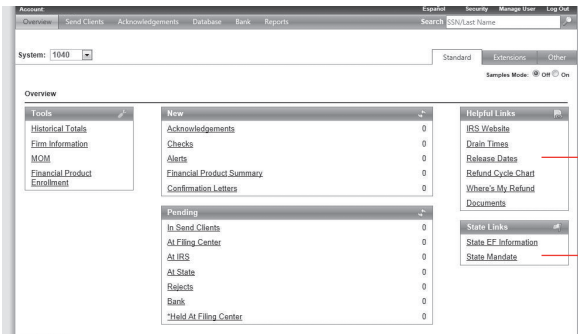 Account: Español Security Manage User Log Out
Overview Send Clients Acknowledgements Database Bank Reports Search SSN/Last Name
System: 1040
Standard Extensions Other
Samples Mode: Off On
Overview
Tools
Historical Totals
Firm Information
MOM
Financial Product
Enrollment
New
Acknowledgements 0
Checks 0
Alerts 0
Financial Product Summary 0
Confirmation Letters 0
Pending
In Send Clients 0
At Filing Center 0
At IRS 0
At State 0
Rejects 0
Bank 0
*Held At Filing Center 0
Helpful Links
IRS Website
Drain Times
Release Dates
Refund Cycle Chart
Where's My Refund
Documents
State Links
State EF Information
State Mandate